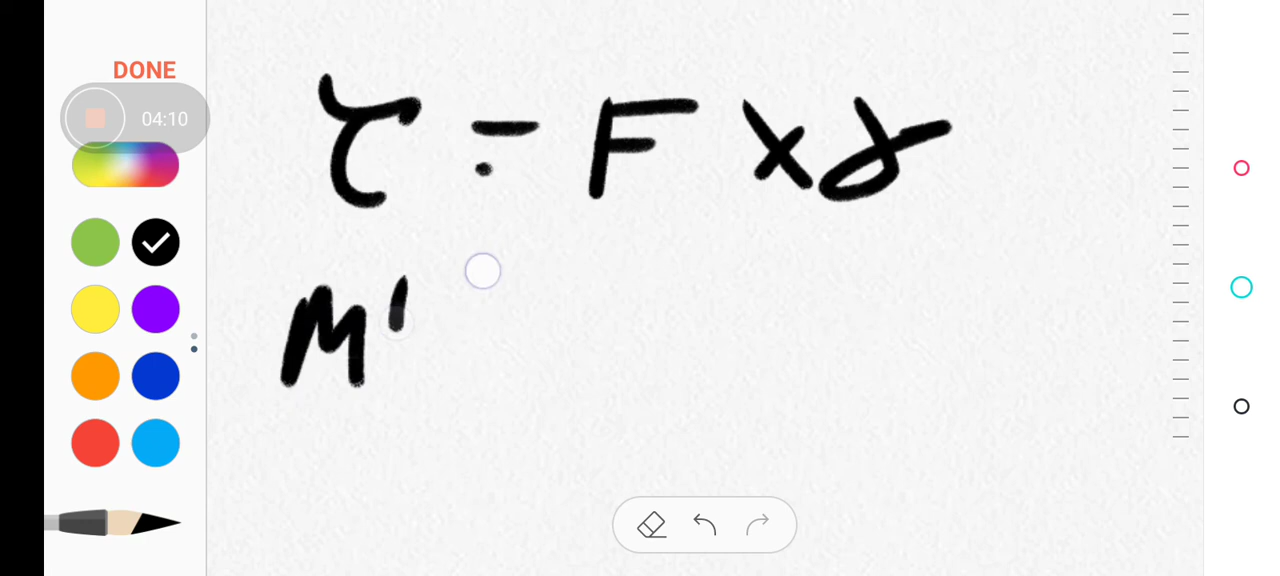 DONE
04:10
τ = F × r
M'